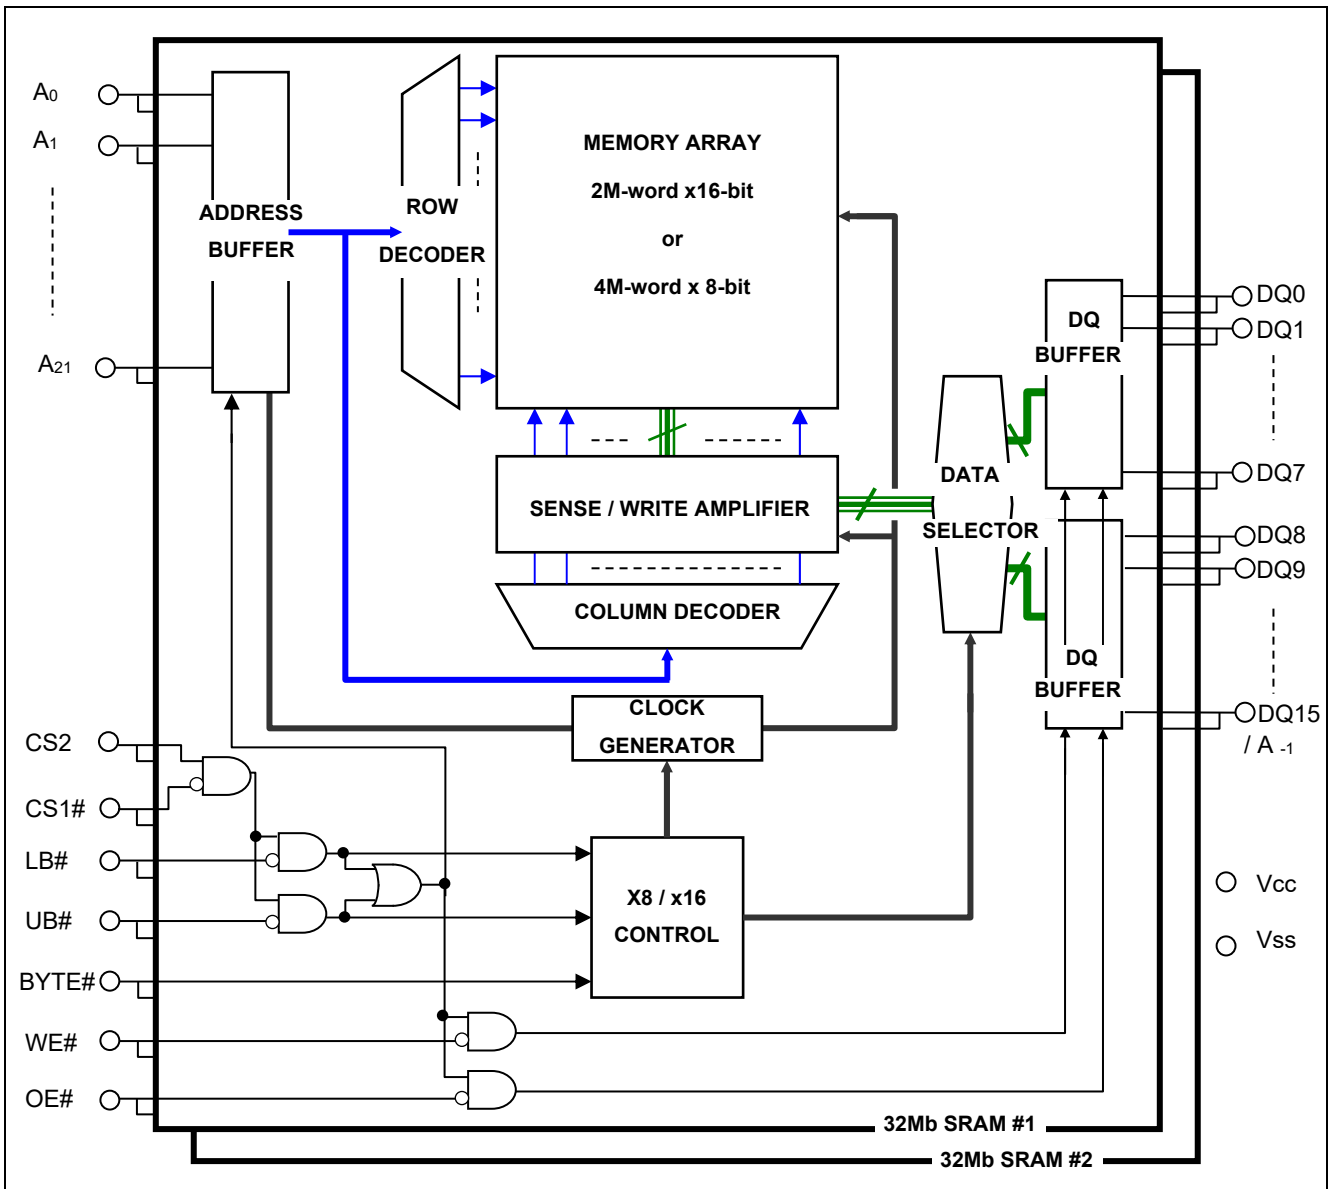 A0
A1
A21
ADDRESS
BUFFER
ROW
DECODER
MEMORY ARRAY
2M-word x16-bit
or
4M-word x 8-bit
SENSE / WRITE AMPLIFIER
COLUMN DECODER
CLOCK
GENERATOR
X8 / x16
CONTROL
DATA
SELECTOR
DQ
BUFFER
DQ
BUFFER
DQ0
DQ1
DQ7
DQ8
DQ9
DQ15
/ A -1
CS2
CS1#
LB#
UB#
BYTE#
WE#
OE#
Vcc
Vss
32Mb SRAM #1
32Mb SRAM #2